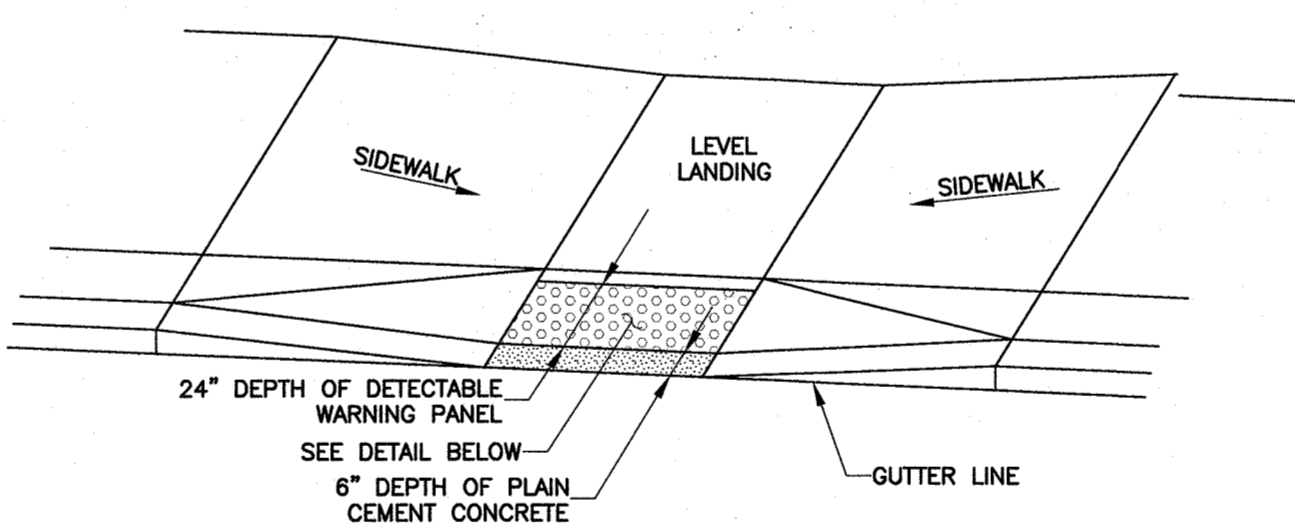 SIDEWALK
LEVEL
LANDING
SIDEWALK
24" DEPTH OF DETECTABLE
WARNING PANEL
SEE DETAIL BELOW
6" DEPTH OF PLAIN
CEMENT CONCRETE
GUTTER LINE